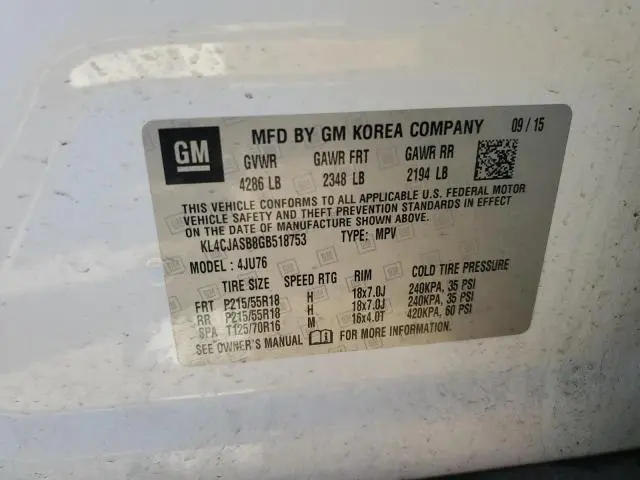 GM MFD BY GM KOREA COMPANY 09 / 15
GVWR GAWR FRT GAWR RR
4286 LB 2348 LB 2194 LB
THIS VEHICLE CONFORMS TO ALL APPLICABLE U.S. FEDERAL MOTOR
VEHICLE SAFETY AND THEFT PREVENTION STANDARDS IN EFFECT
ON THE DATE OF MANUFACTURE SHOWN ABOVE.
KL4CJASB8GB518753 TYPE: MPV
MODEL : 4JU76
TIRE SIZE SPEED RTG RIM COLD TIRE PRESSURE
FRT P215/55R18 H 18x7.0J 240KPA, 35 PSI
RR P215/55R18 H 18x7.0J 240KPA, 35 PSI
SPA T125/70R16 M 16x4.0T 420KPA, 60 PSI
SEE OWNER'S MANUAL FOR MORE INFORMATION.